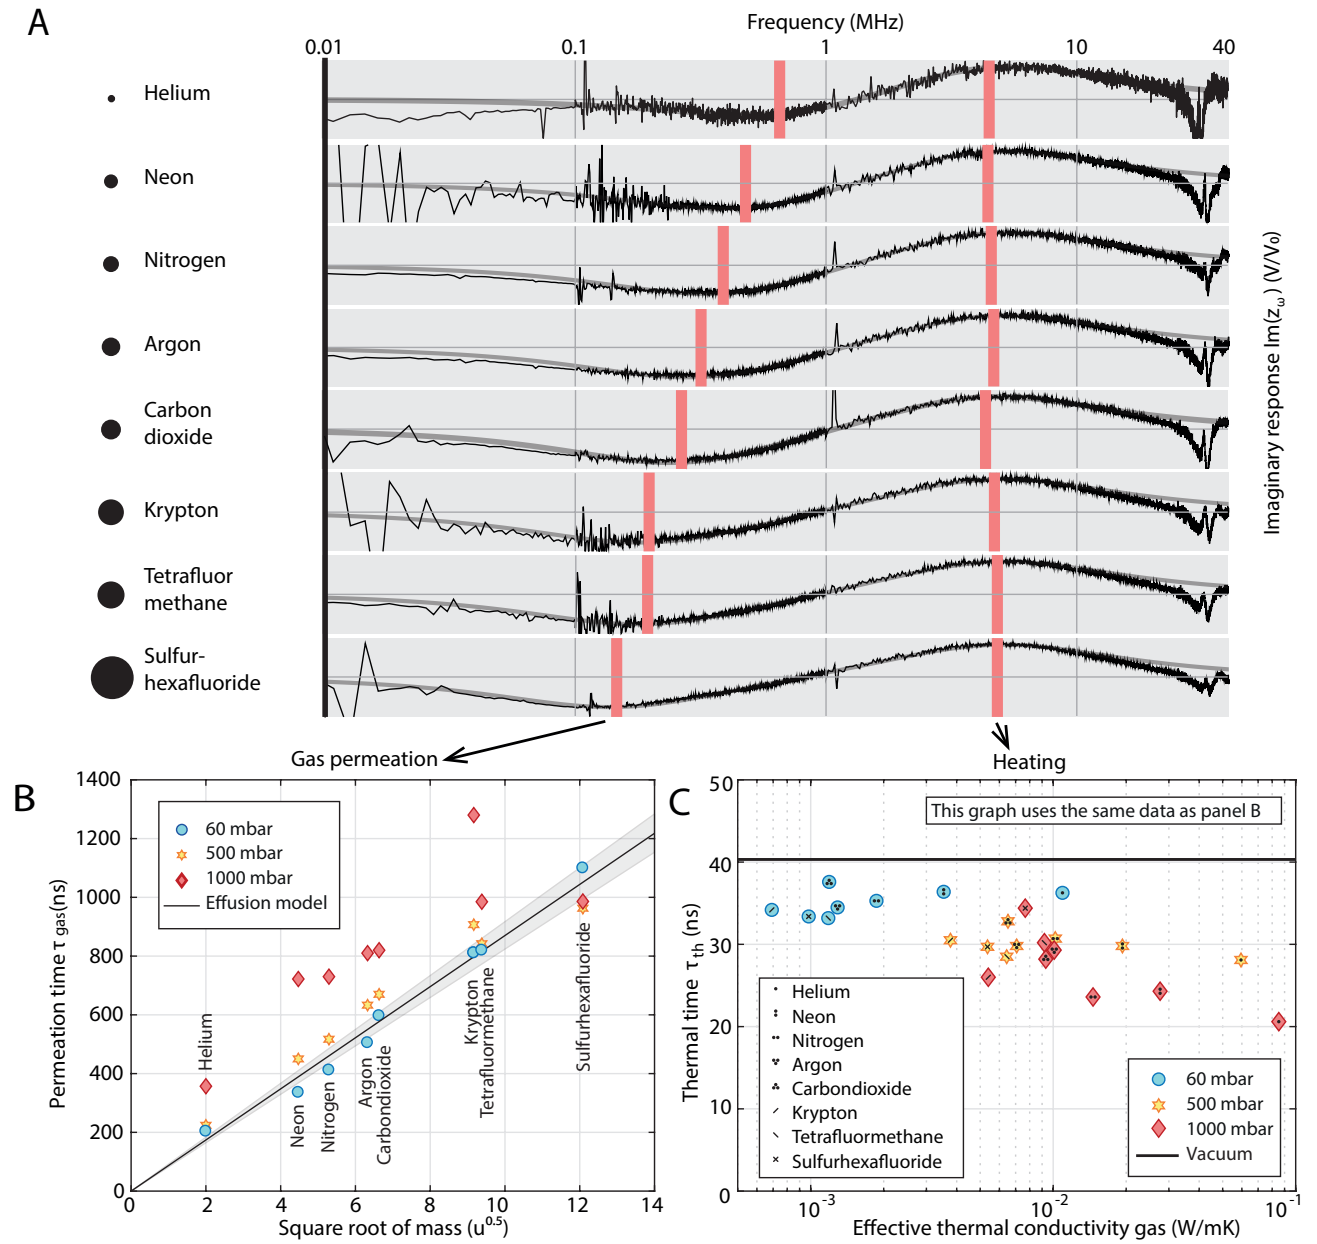 A
Frequency (MHz)
0.01 0.1 1 10 40
Helium
Neon
Nitrogen
Argon
Carbon
dioxide
Krypton
Tetrafluor
methane
Sulfur-
hexafluoride
Imaginary response Im(zω) (V/V₀)
Gas permeation
Heating
B
1400
1200
1000
800
600
400
200
0
Permeation time τ gas(ns)
60 mbar
500 mbar
1000 mbar
Effusion model
Helium
Neon
Nitrogen
Argon
Carbondioxide
Krypton
Tetrafluormethane
Sulfurhexafluoride
0 2 4 6 8 10 12 14
Square root of mass (u⁰·⁵)
C
This graph uses the same data as panel B
50
40
30
20
10
0
Thermal time τth (ns)
Helium
Neon
Nitrogen
Argon
Carbondioxide
Krypton
Tetrafluormethane
Sulfurhexafluoride
60 mbar
500 mbar
1000 mbar
Vacuum
10⁻³ 10⁻² 10⁻¹
Effective thermal conductivity gas (W/mK)